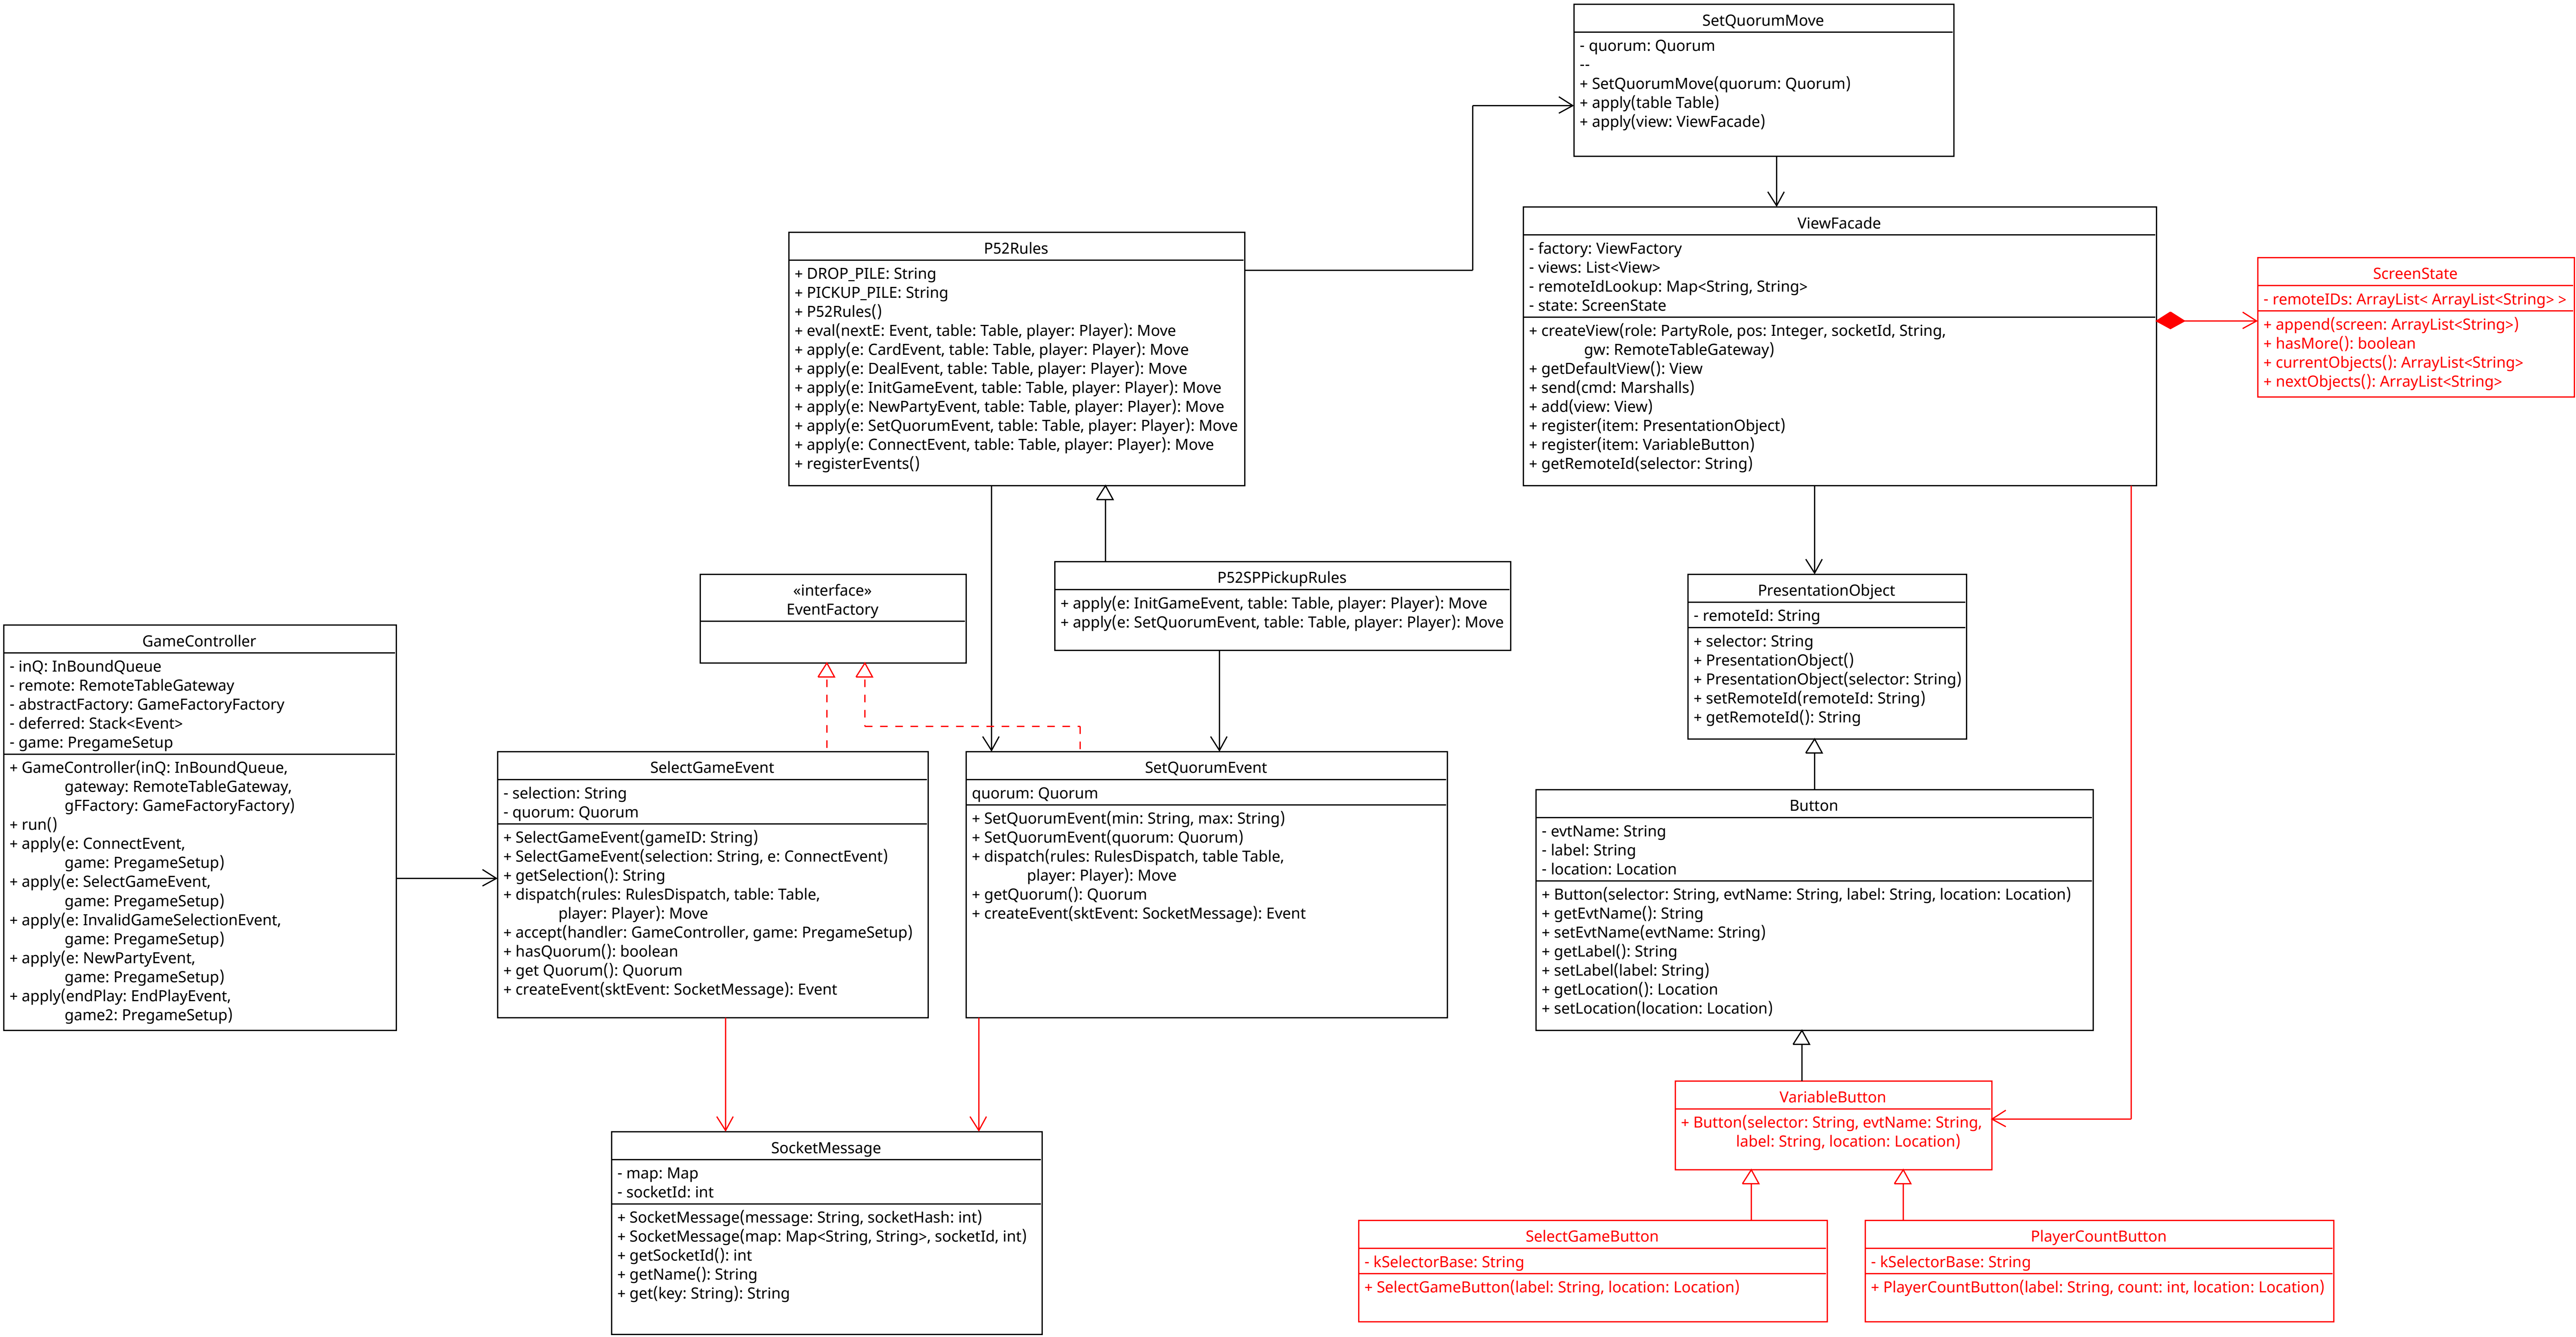 SetQuorumMove
- quorum: Quorum
--
+ SetQuorumMove(quorum: Quorum)
+ apply(table Table)
+ apply(view: ViewFacade)
P52Rules
+ DROP_PILE: String
+ PICKUP_PILE: String
+ P52Rules()
+ eval(nextE: Event, table: Table, player: Player): Move
+ apply(e: CardEvent, table: Table, player: Player): Move
+ apply(e: DealEvent, table: Table, player: Player): Move
+ apply(e: InitGameEvent, table: Table, player: Player): Move
+ apply(e: NewPartyEvent, table: Table, player: Player): Move
+ apply(e: SetQuorumEvent, table: Table, player: Player): Move
+ apply(e: ConnectEvent, table: Table, player: Player): Move
+ registerEvents()
ViewFacade
- factory: ViewFactory
- views: List<View>
- remoteIdLookup: Map<String, String>
- state: ScreenState
+ createView(role: PartyRole, pos: Integer, socketId, String,
gw: RemoteTableGateway)
+ getDefaultView(): View
+ send(cmd: Marshalls)
+ add(view: View)
+ register(item: PresentationObject)
+ register(item: VariableButton)
+ getRemoteId(selector: String)
ScreenState
- remoteIDs: ArrayList< ArrayList<String> >
+ append(screen: ArrayList<String>)
+ hasMore(): boolean
+ currentObjects(): ArrayList<String>
+ nextObjects(): ArrayList<String>
«interface»
EventFactory
P52SPPickupRules
+ apply(e: InitGameEvent, table: Table, player: Player): Move
+ apply(e: SetQuorumEvent, table: Table, player: Player): Move
PresentationObject
- remoteId: String
+ selector: String
+ PresentationObject()
+ PresentationObject(selector: String)
+ setRemoteId(remoteId: String)
+ getRemoteId(): String
GameController
- inQ: InBoundQueue
- remote: RemoteTableGateway
- abstractFactory: GameFactoryFactory
- deferred: Stack<Event>
- game: PregameSetup
+ GameController(inQ: InBoundQueue,
gateway: RemoteTableGateway,
gFFactory: GameFactoryFactory)
+ run()
+ apply(e: ConnectEvent,
game: PregameSetup)
+ apply(e: SelectGameEvent,
game: PregameSetup)
+ apply(e: InvalidGameSelectionEvent,
game: PregameSetup)
+ apply(e: NewPartyEvent,
game: PregameSetup)
+ apply(endPlay: EndPlayEvent,
game2: PregameSetup)
SelectGameEvent
- selection: String
- quorum: Quorum
+ SelectGameEvent(gameID: String)
+ SelectGameEvent(selection: String, e: ConnectEvent)
+ getSelection(): String
+ dispatch(rules: RulesDispatch, table: Table,
player: Player): Move
+ accept(handler: GameController, game: PregameSetup)
+ hasQuorum(): boolean
+ get Quorum(): Quorum
+ createEvent(sktEvent: SocketMessage): Event
SetQuorumEvent
quorum: Quorum
+ SetQuorumEvent(min: String, max: String)
+ SetQuorumEvent(quorum: Quorum)
+ dispatch(rules: RulesDispatch, table Table,
player: Player): Move
+ getQuorum(): Quorum
+ createEvent(sktEvent: SocketMessage): Event
Button
- evtName: String
- label: String
- location: Location
+ Button(selector: String, evtName: String, label: String, location: Location)
+ getEvtName(): String
+ setEvtName(evtName: String)
+ getLabel(): String
+ setLabel(label: String)
+ getLocation(): Location
+ setLocation(location: Location)
VariableButton
+ Button(selector: String, evtName: String,
label: String, location: Location)
SocketMessage
- map: Map
- socketId: int
+ SocketMessage(message: String, socketHash: int)
+ SocketMessage(map: Map<String, String>, socketId, int)
+ getSocketId(): int
+ getName(): String
+ get(key: String): String
SelectGameButton
- kSelectorBase: String
+ SelectGameButton(label: String, location: Location)
PlayerCountButton
- kSelectorBase: String
+ PlayerCountButton(label: String, count: int, location: Location)